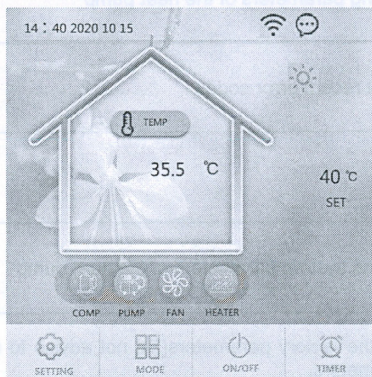 14:40 2020 10 15
TEMP
35.5 ℃
40 ℃
SET
COMP PUMP FAN HEATER
SETTING MODE ON/OFF TIMER